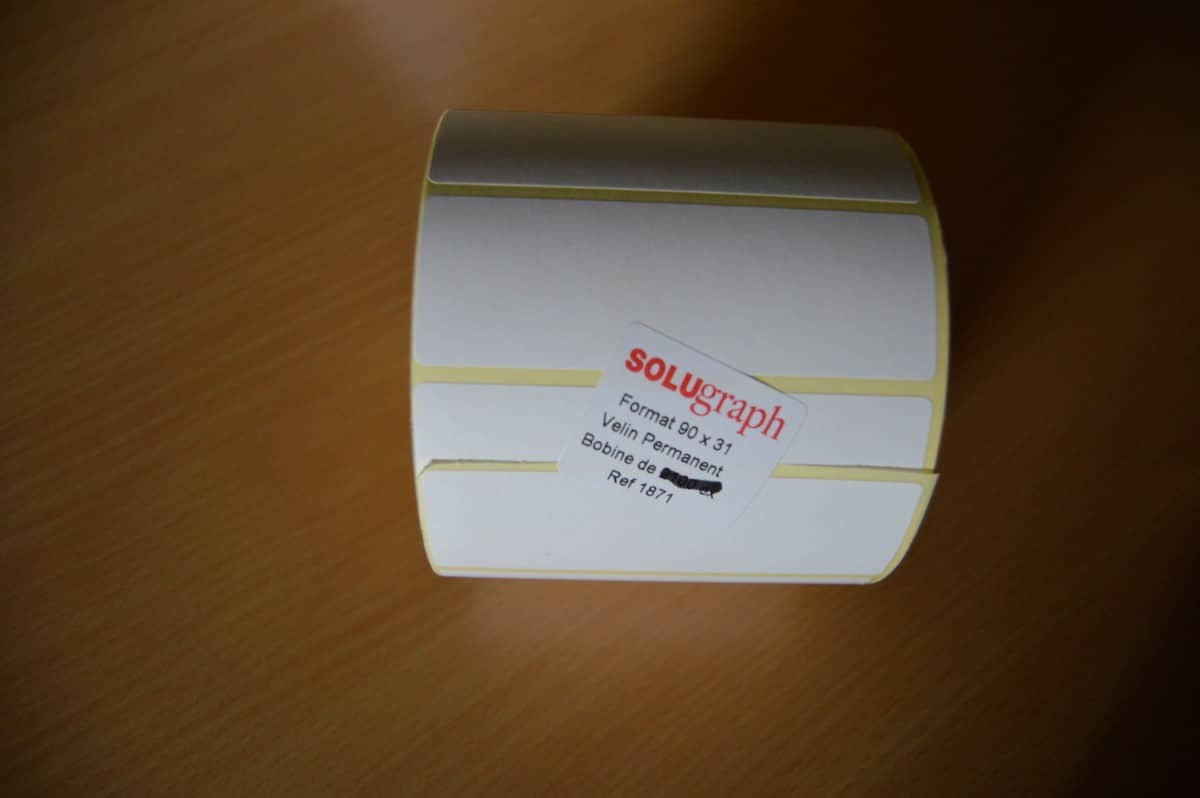 SOLUgraph
Format 90 x 31
Velin Permanent
Bobine de
Ref 1871